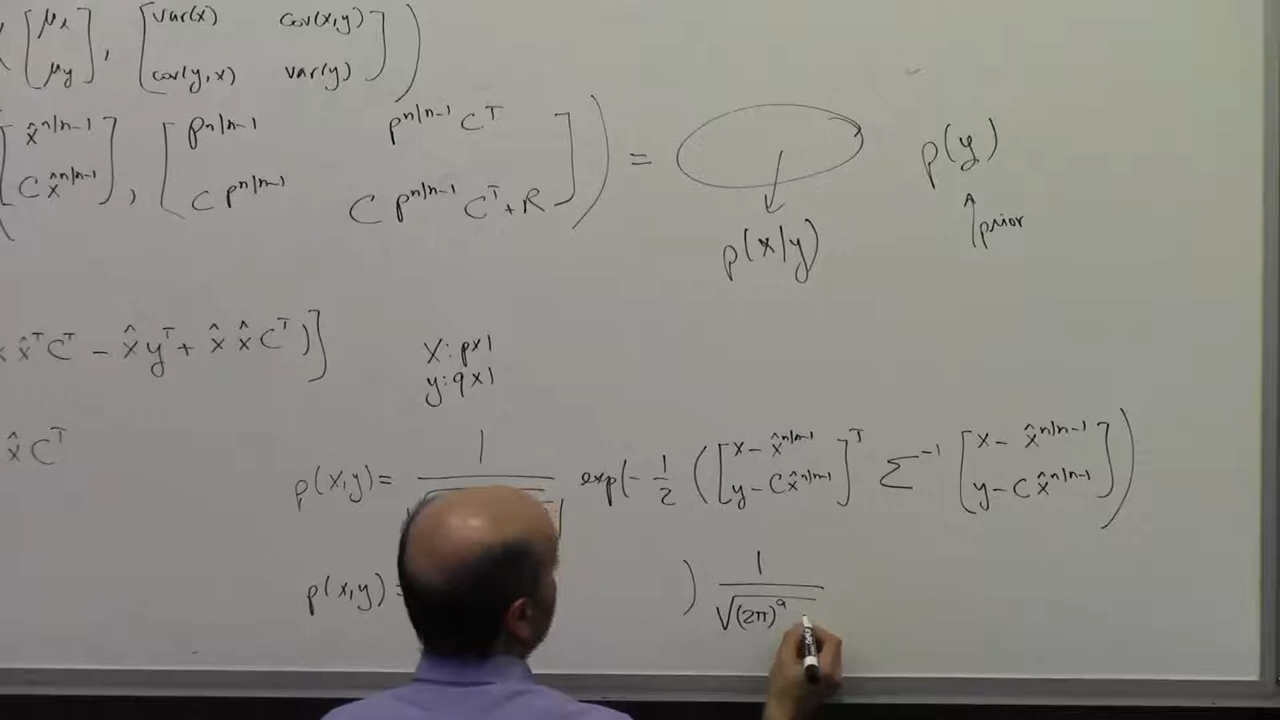 ( [μx μy], [var(x) cov(x,y) cov(y,x) var(y)] )
[x̂^n|n-1 C x̂^n|n-1], [P^n|n-1 P^n|n-1 C^T C P^n|n-1 C P^n|n-1 C^T + R] ) =
p(y)
↑ prior
p(x|y)
x̂^T C^T - x̂ y^T + x̂ x̂ C^T )]
x: p×1
y: q×1
x̂ C^T
p(x,y) = 1 exp(- 1/2 ( [x - x̂^n|n-1 y - C x̂^n|n-1]^T Σ^-1 [x - x̂^n|n-1 y - C x̂^n|n-1] )
p(x,y) ) 1/√(2π)^q